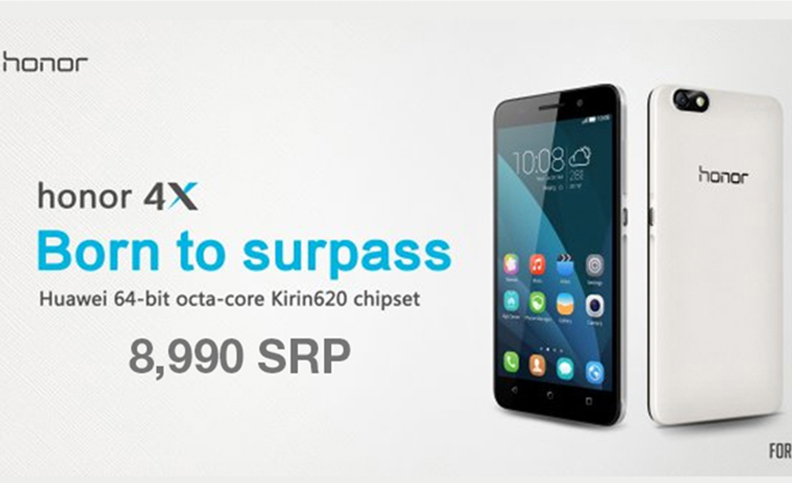 honor
honor 4X
Born to surpass
Huawei 64-bit octa-core Kirin620 chipset
8,990 SRP
10:08
28°
honor
FOR